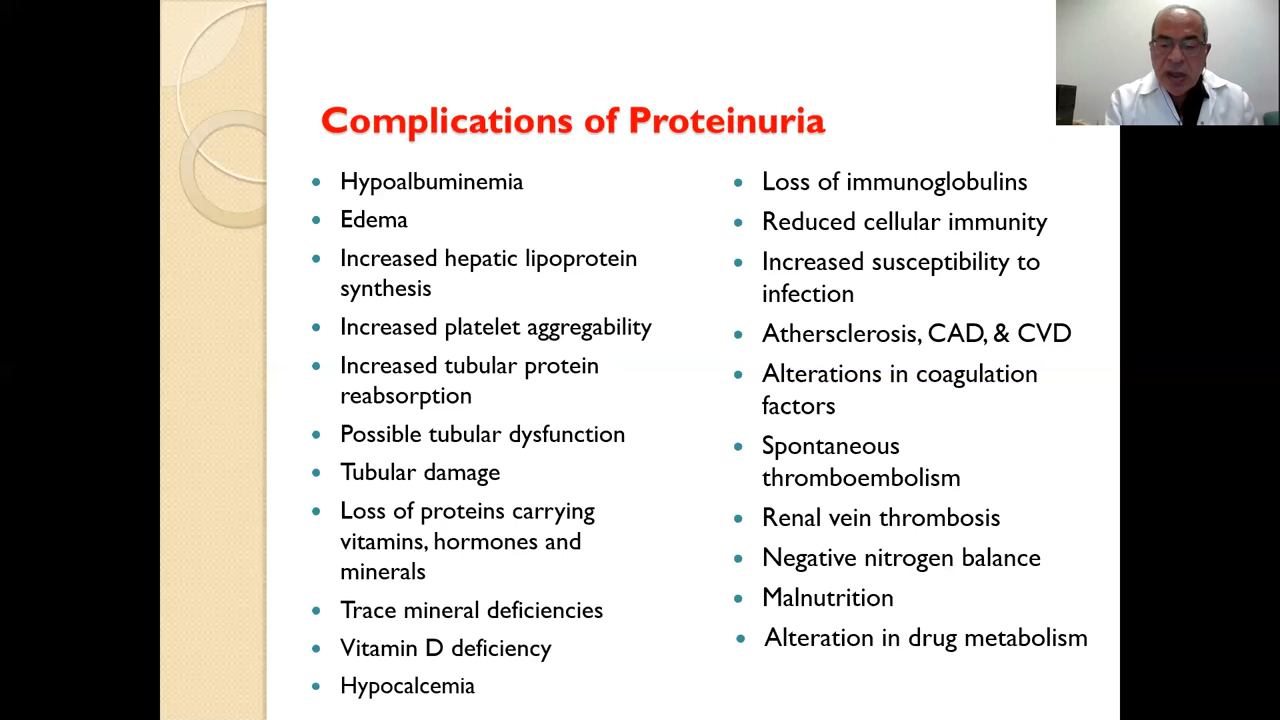 Complications of Proteinuria
• Hypoalbuminemia
• Edema
• Increased hepatic lipoprotein
synthesis
• Increased platelet aggregability
• Increased tubular protein
reabsorption
• Possible tubular dysfunction
• Tubular damage
• Loss of proteins carrying
vitamins, hormones and
minerals
• Trace mineral deficiencies
• Vitamin D deficiency
• Hypocalcemia
• Loss of immunoglobulins
• Reduced cellular immunity
• Increased susceptibility to
infection
• Athersclerosis, CAD, & CVD
• Alterations in coagulation
factors
• Spontaneous
thromboembolism
• Renal vein thrombosis
• Negative nitrogen balance
• Malnutrition
• Alteration in drug metabolism